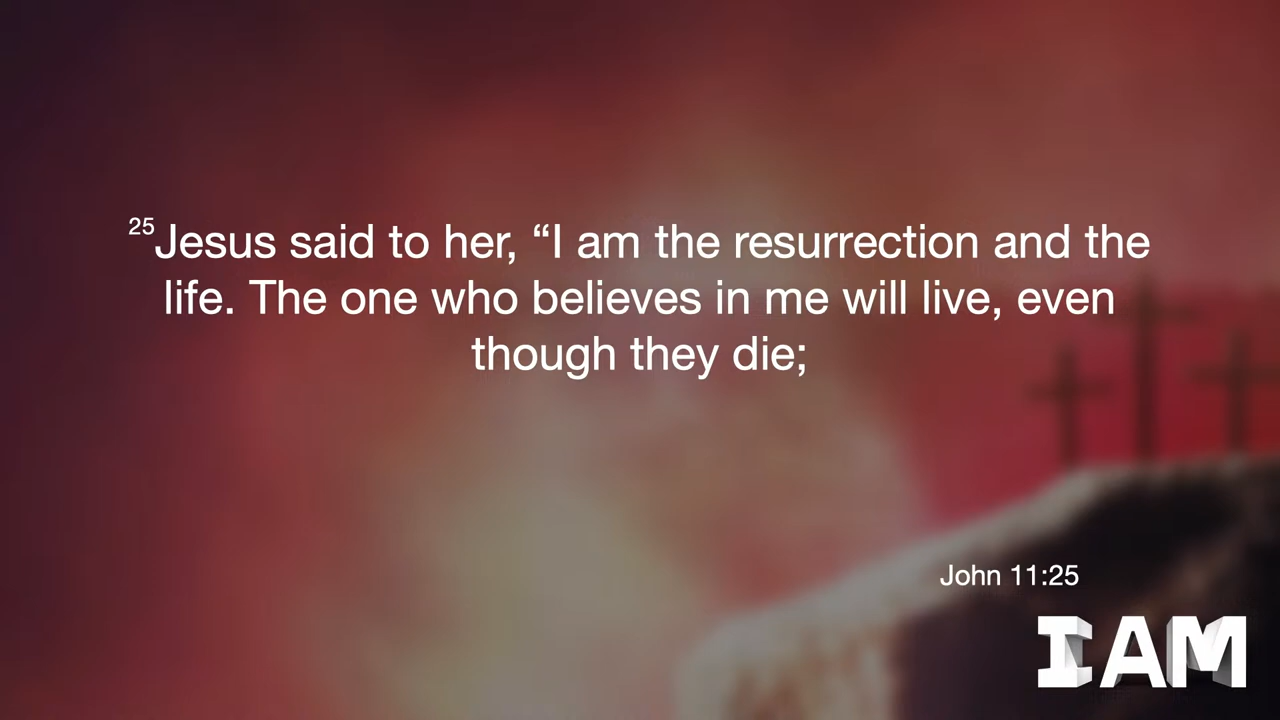 25Jesus said to her, “I am the resurrection and the
life. The one who believes in me will live, even
though they die;
John 11:25
I AM